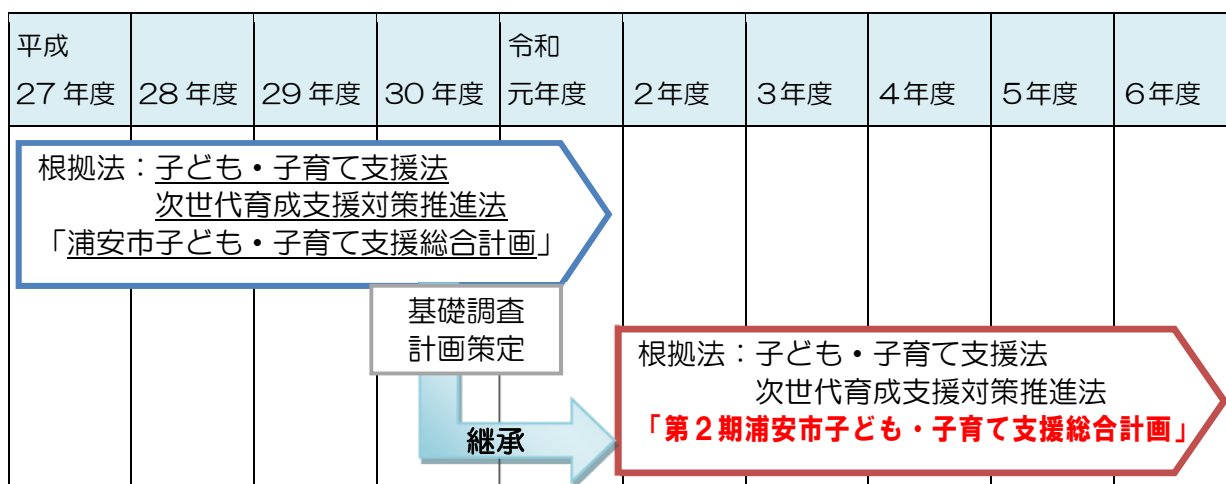 平成 令和
27年度 28年度 29年度 30年度 元年度 2年度 3年度 4年度 5年度 6年度
根拠法：子ども・子育て支援法
次世代育成支援対策推進法
「浦安市子ども・子育て支援総合計画」
基礎調査
計画策定
継承
根拠法：子ども・子育て支援法
次世代育成支援対策推進法
「第２期浦安市子ども・子育て支援総合計画」